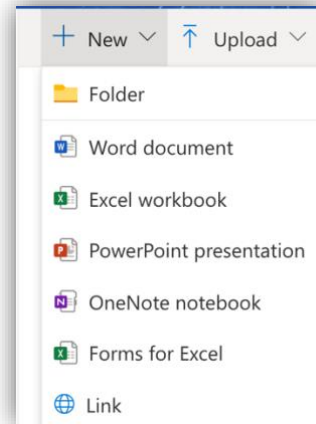 New Upload
Folder
Word document
Excel workbook
PowerPoint presentation
OneNote notebook
Forms for Excel
Link